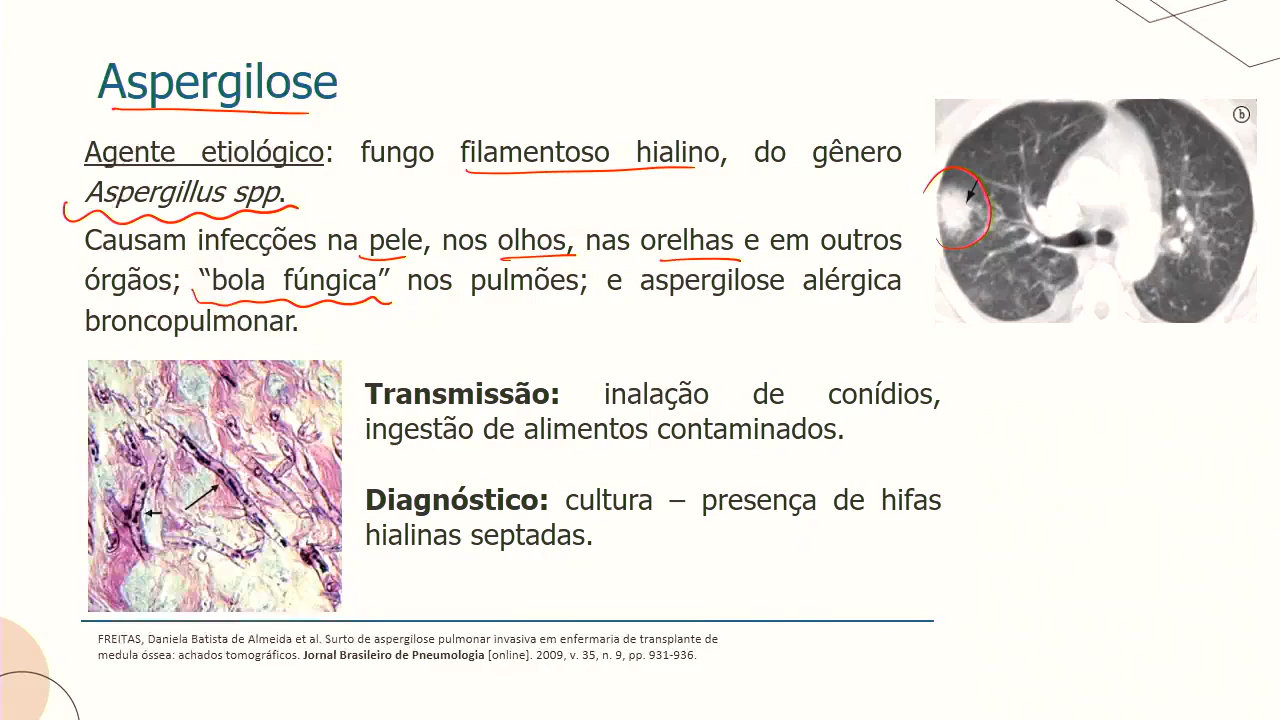 Aspergilose
Agente etiológico: fungo filamentoso hialino, do gênero
Aspergillus spp.
Causam infecções na pele, nos olhos, nas orelhas e em outros
órgãos; “bola fúngica” nos pulmões; e aspergilose alérgica
broncopulmonar.
b
Transmissão: inalação de conídios,
ingestão de alimentos contaminados.
Diagnóstico: cultura – presença de hifas
hialinas septadas.
FREITAS, Daniela Batista de Almeida et al. Surto de aspergilose pulmonar invasiva em enfermaria de transplante de
medula óssea: achados tomográficos. Jornal Brasileiro de Pneumologia [online]. 2009, v. 35, n. 9, pp. 931-936.